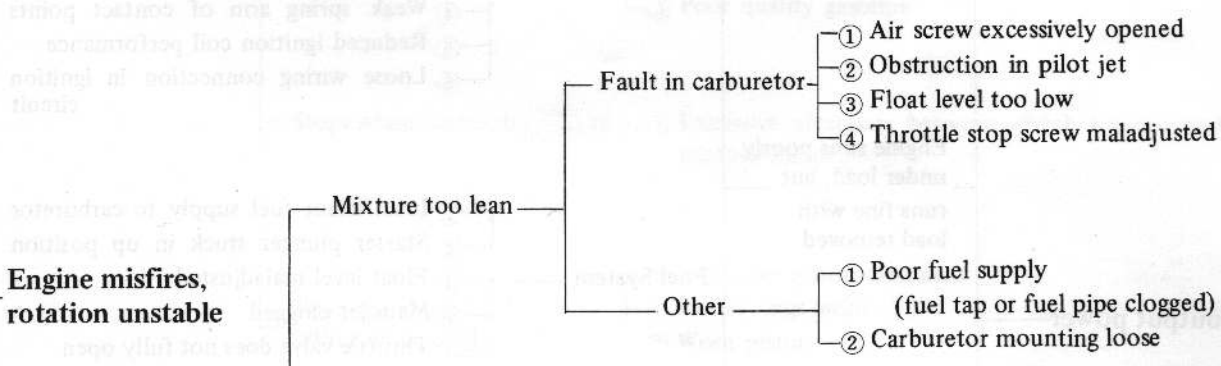 Engine misfires,
rotation unstable
Mixture too lean
Fault in carburetor
① Air screw excessively opened
② Obstruction in pilot jet
③ Float level too low
④ Throttle stop screw maladjusted
Other
① Poor fuel supply
(fuel tap or fuel pipe clogged)
② Carburetor mounting loose